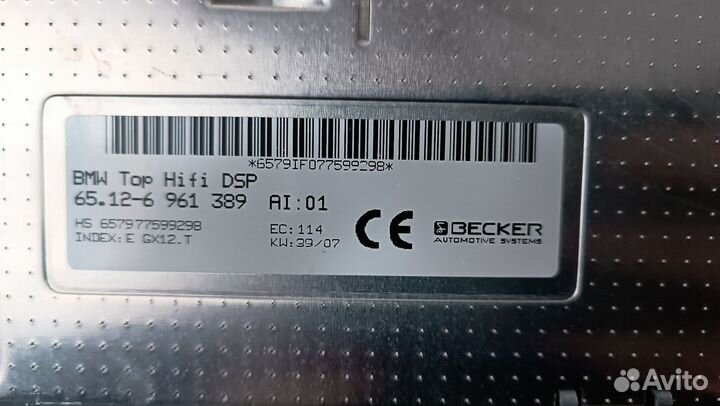 *6579IF077599298*
BMW Top Hifi DSP
65.12-6 961 389 AI:01
HS 657977599298
INDEX:E GX12.T
EC:114
KW:39/07
CE
BECKER
AUTOMOTIVE SYSTEMS
Avito